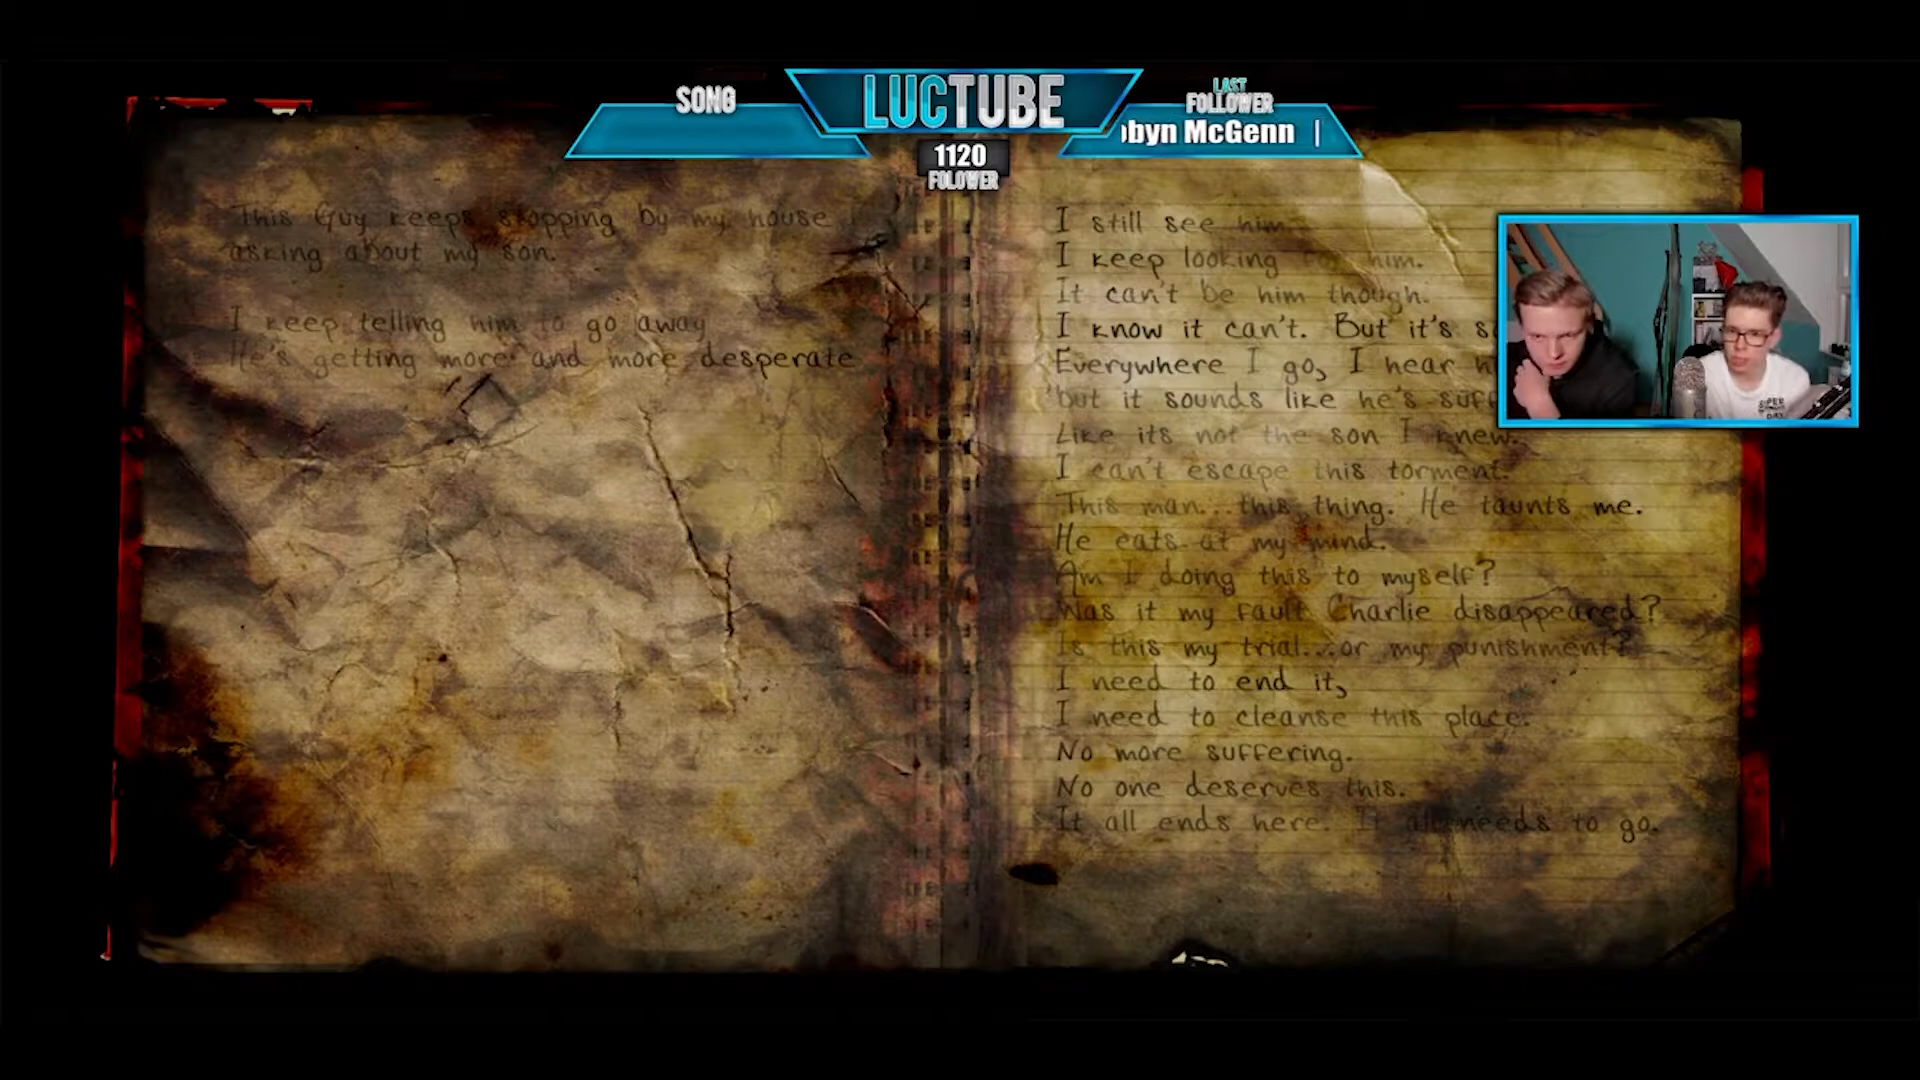 SONG
LUCTUBE
LAST
FOLLOWER
obyn McGenn |
1120
FOLOWER
This Guy keeps stopping by my house
asking about my son.
I keep telling him to go away
He's getting more and more desperate
I still see him
I keep looking for him.
It can't be him though.
I know it can't. But it's s
Everywhere I go, I hear h
but it sounds like he's suff
Like its not the son I knew.
I can't escape this torment.
This man...this thing. He taunts me.
He eats at my mind.
Am I doing this to myself?
Was it my fault Charlie disappeared?
Is this my trial...or my punishment?
I need to end it,
I need to cleanse this place.
No more suffering.
No one deserves this.
It all ends here. It all needs to go.